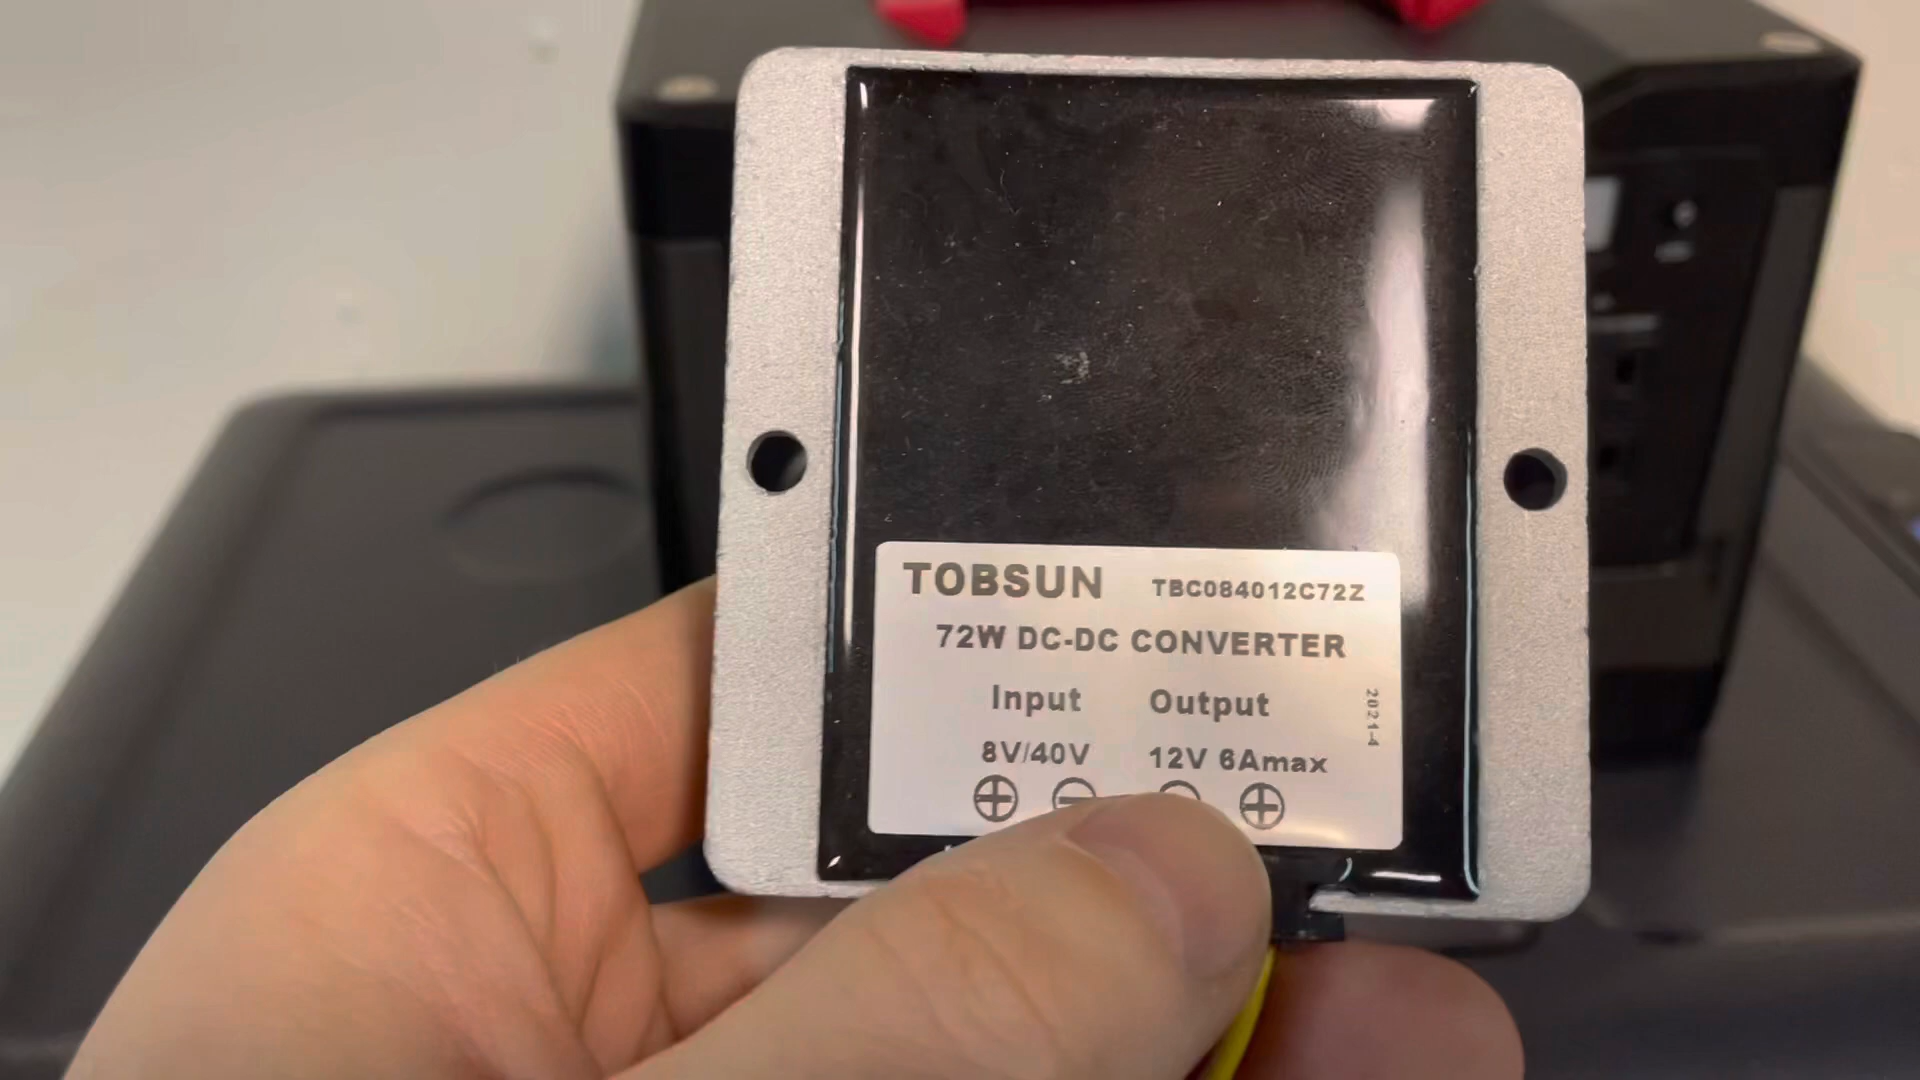 TOBSUN TBC084012C72Z
72W DC-DC CONVERTER
Input Output
8V/40V 12V 6Amax
2021-4